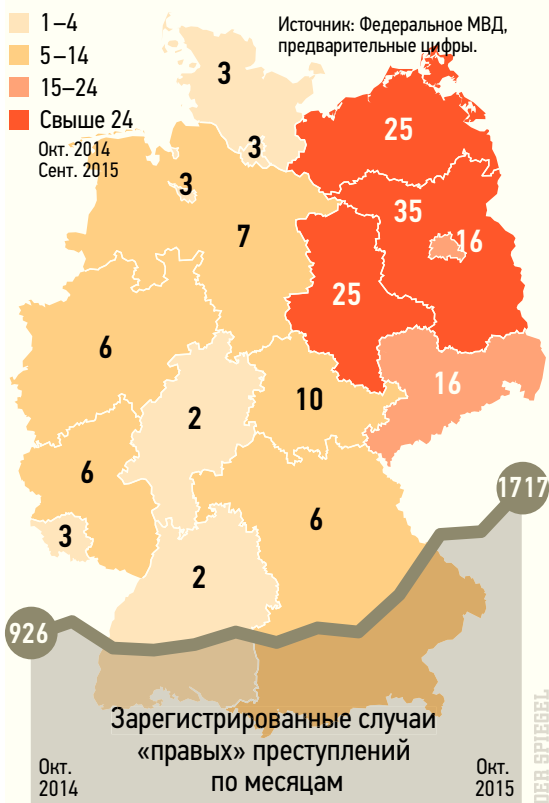 1–4
5–14
15–24
Свыше 24
Окт. 2014
Сент. 2015
Источник: Федеральное МВД,
предварительные цифры.
3
25
3
3
35
7
16
25
6
16
10
2
6
6
3
2
1717
926
Зарегистрированные случаи
«правых» преступлений
по месяцам
Окт.
2014
Окт.
2015
DER SPIEGEL